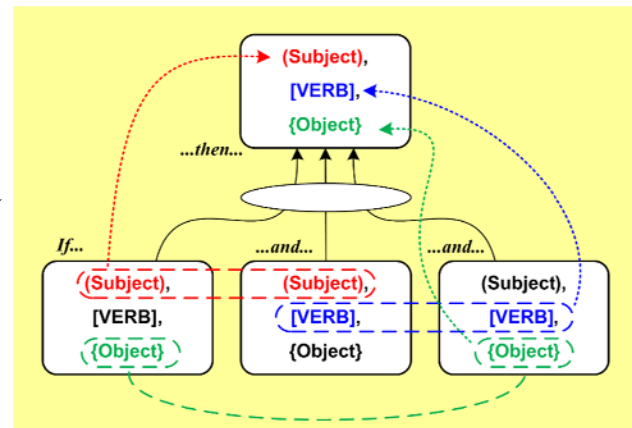 (Subject),
[VERB],
{Object}
...then...
If...
...and...
...and...
(Subject),
[VERB],
{Object}
(Subject),
[VERB],
{Object}
(Subject),
[VERB],
{Object}